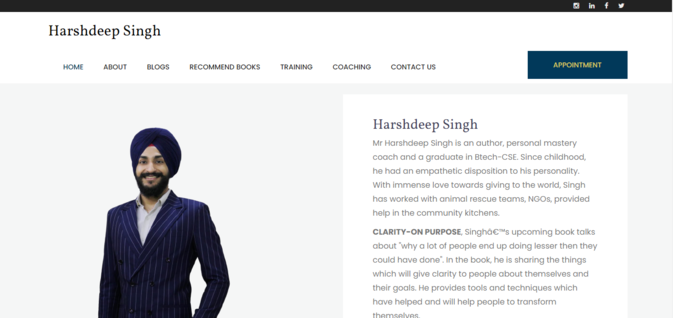 Harshdeep Singh
HOME ABOUT BLOGS RECOMMEND BOOKS TRAINING COACHING CONTACT US APPOINTMENT
Harshdeep Singh
Mr Harshdeep Singh is an author, personal mastery
coach and a graduate in Btech-CSE. Since childhood,
he had an empathetic disposition to his personality.
With immense love towards giving to the world, Singh
has worked with animal rescue teams, NGOs, provided
help in the community kitchens.
CLARITY-ON PURPOSE, Singhâ€™s upcoming book talks
about "why a lot of people end up doing lesser then they
could have done". In the book, he is sharing the things
which will give clarity to people about themselves and
their goals. He provides tools and techniques which
have helped and will help people to transform
themselves.